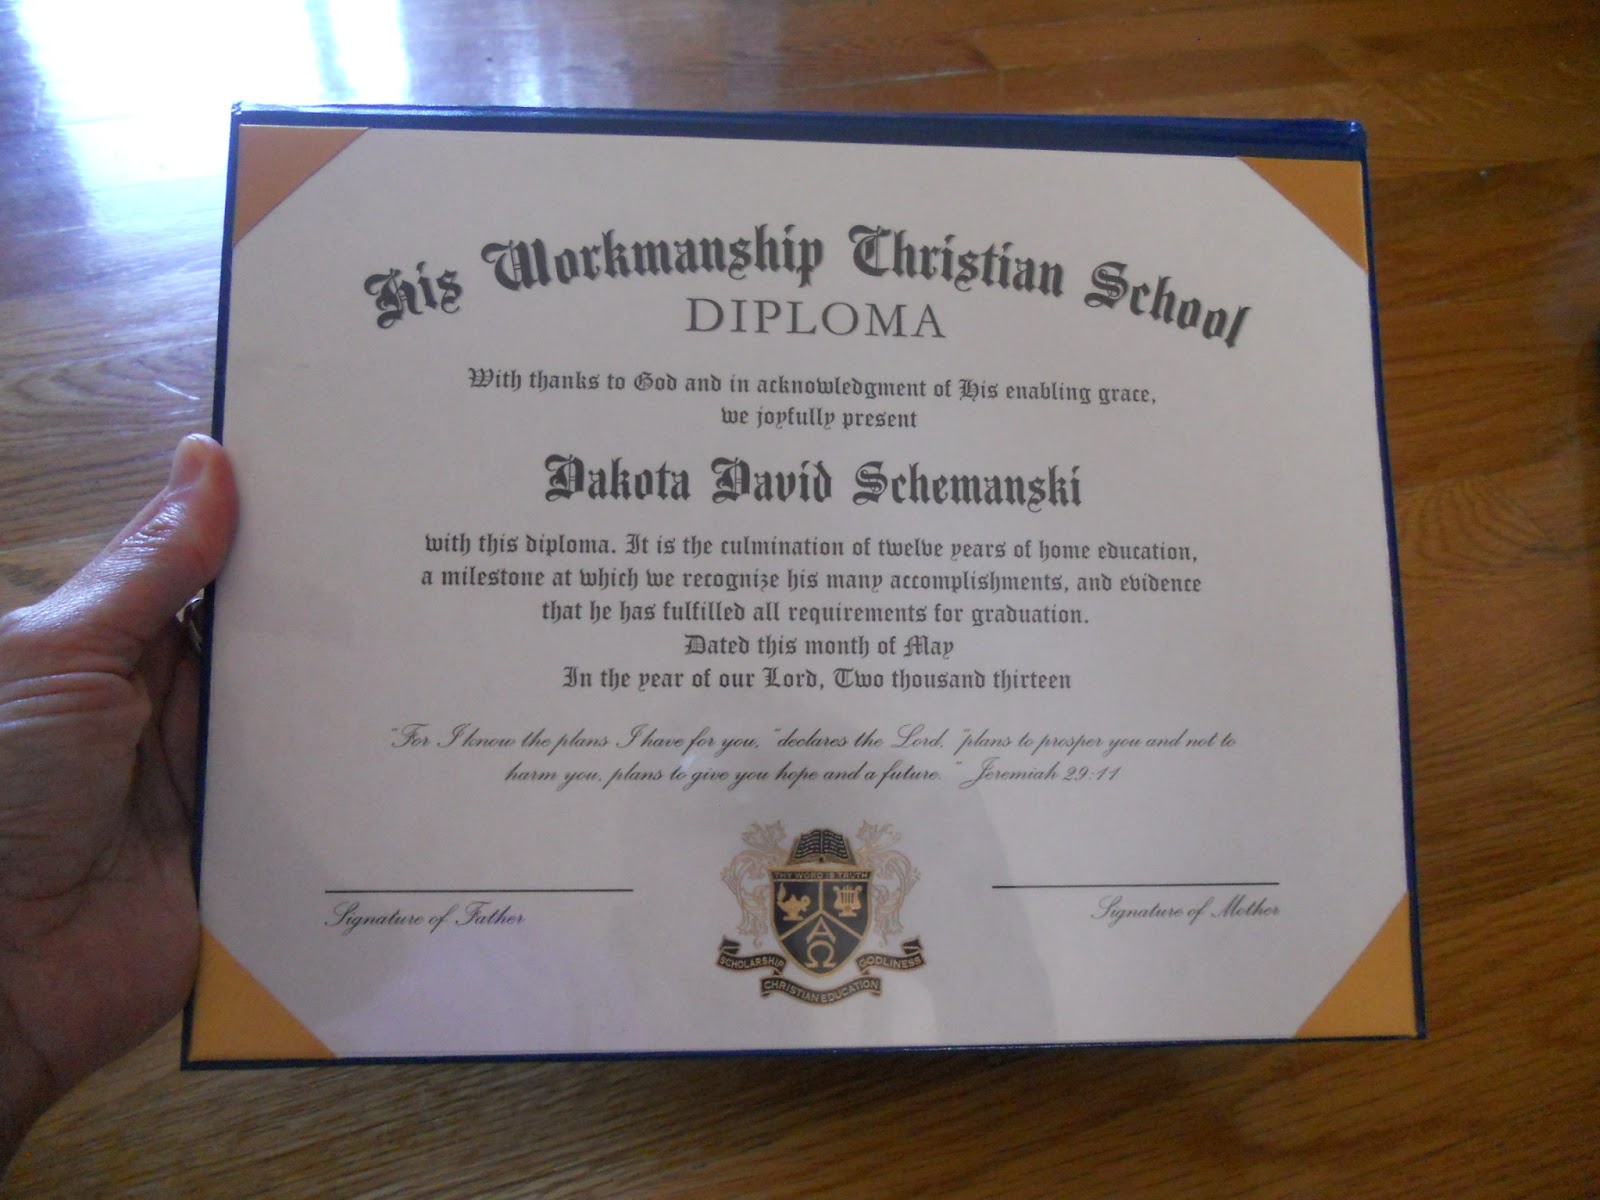 His Workmanship Christian School
DIPLOMA
With thanks to God and in acknowledgment of His enabling grace,
we joyfully present
Dakota David Schemanski
with this diploma. It is the culmination of twelve years of home education,
a milestone at which we recognize his many accomplishments, and evidence
that he has fulfilled all requirements for graduation.
Dated this month of May
In the year of our Lord, Two thousand thirteen
"For I know the plans I have for you, "declares the Lord, "plans to prosper you and not to
harm you, plans to give you hope and a future. " Jeremiah 29:11
Signature of Father
Signature of Mother
THY WORD IS TRUTH
Α
Ω
SCHOLARSHIP
GODLINESS
CHRISTIAN EDUCATION